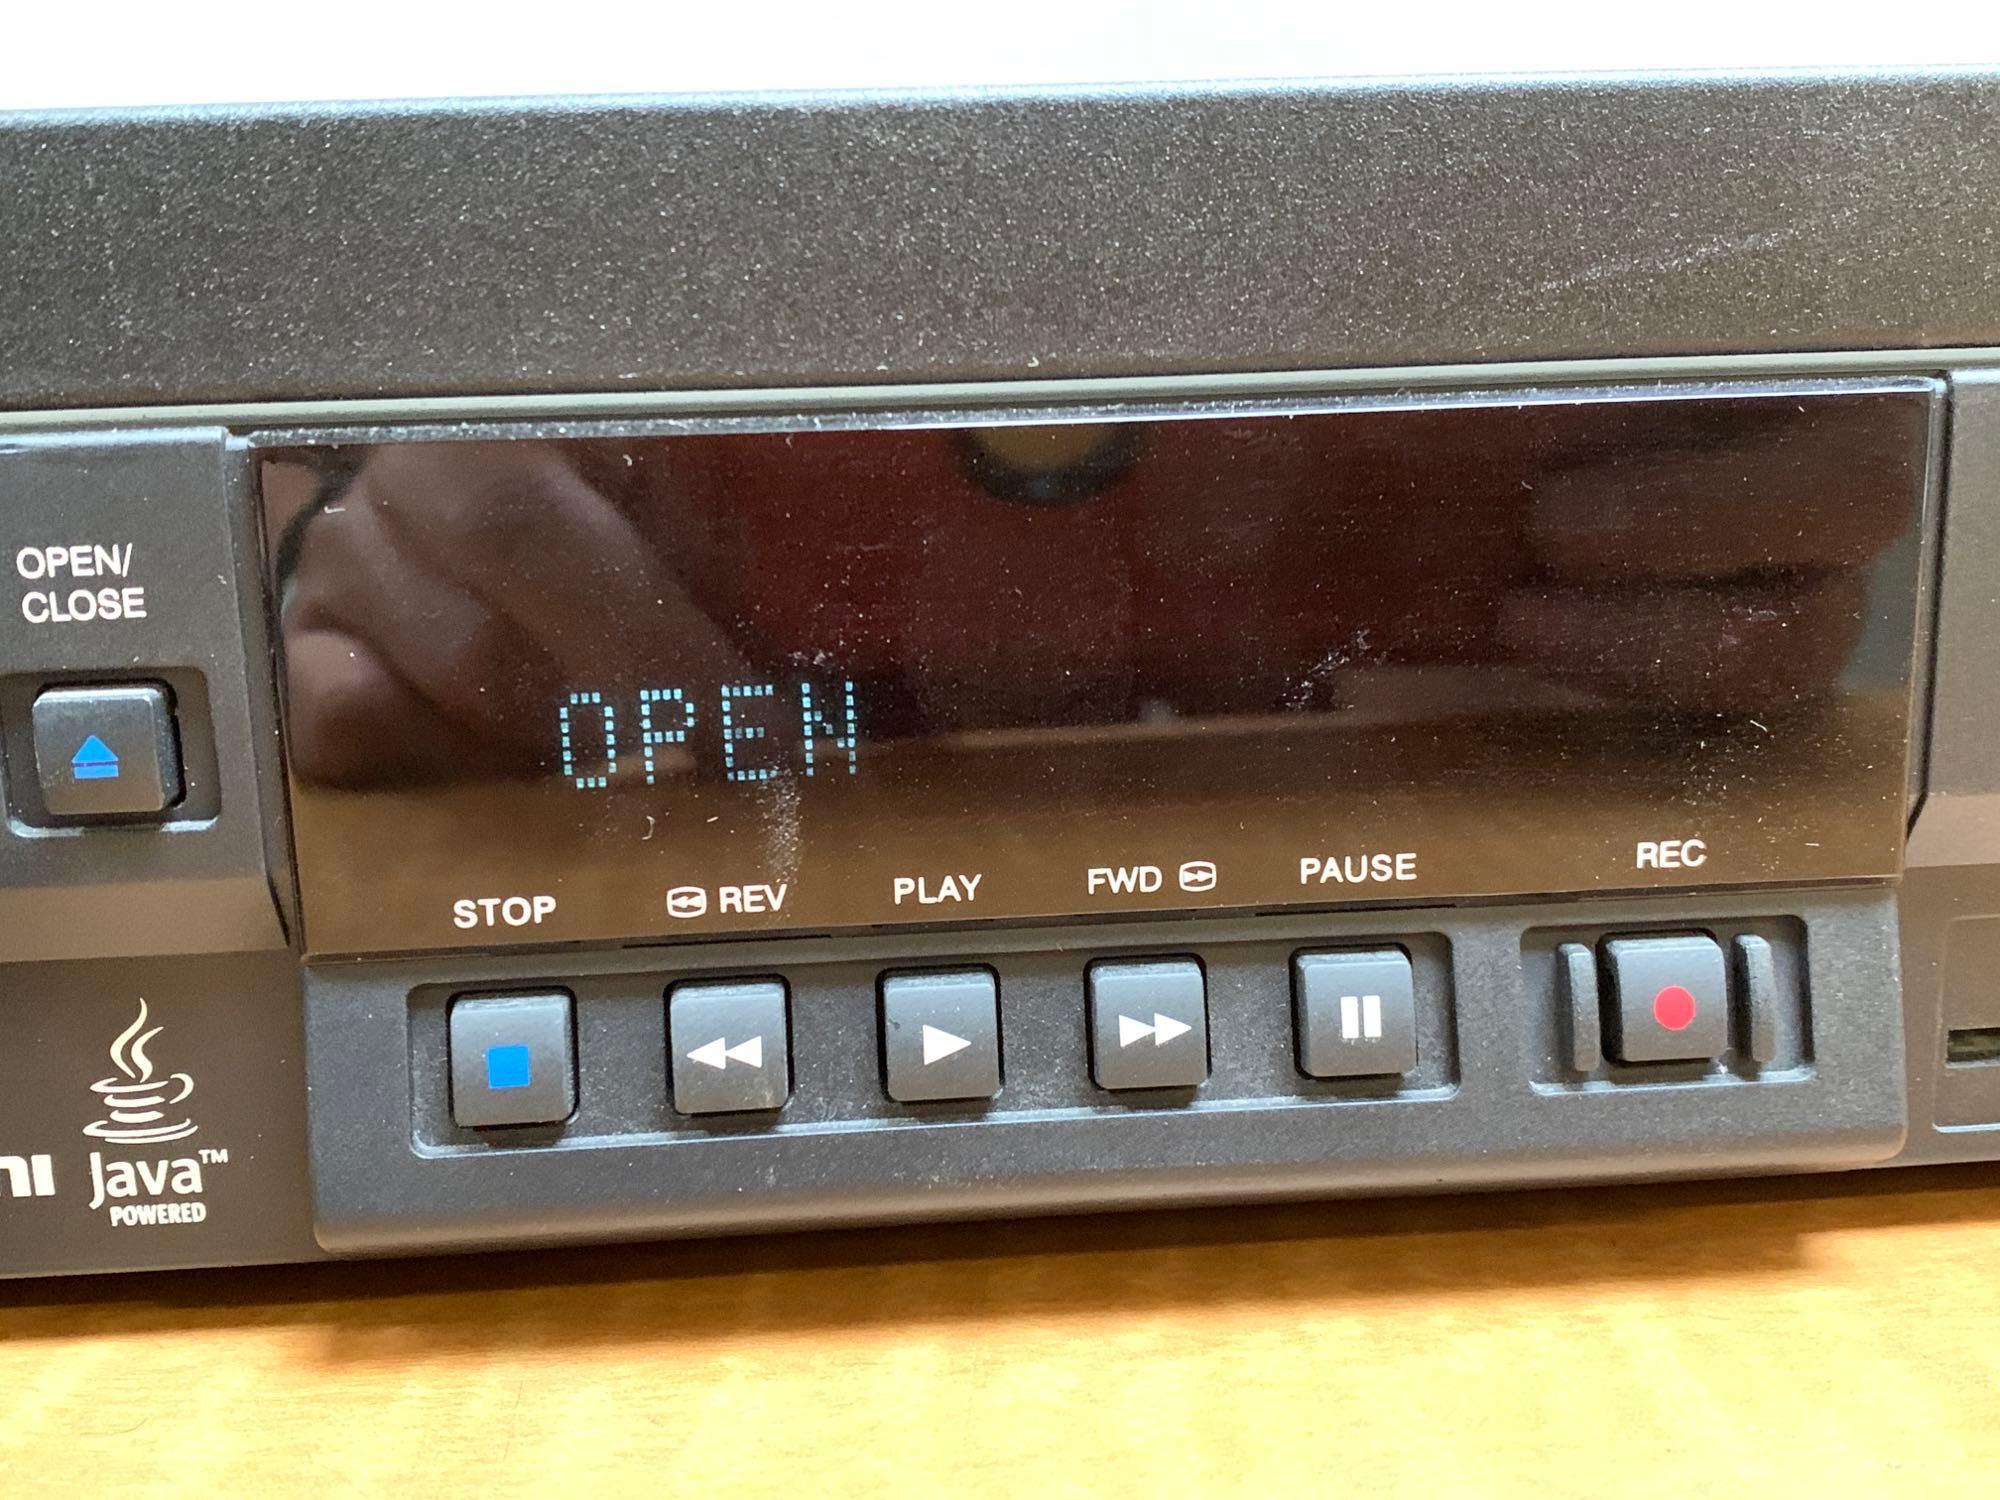 OPEN/
CLOSE
OPEN
STOP
REV
PLAY
FWD
PAUSE
REC
Java™
POWERED